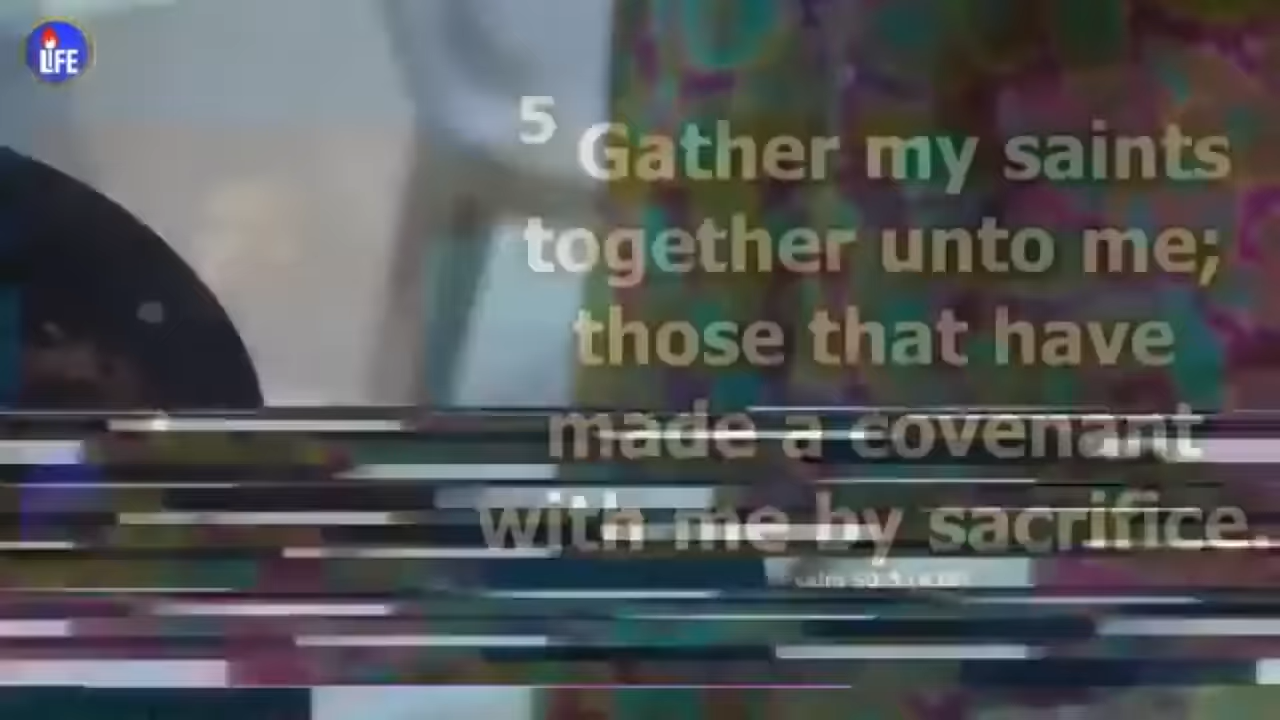 LIFE
5 Gather my saints
together unto me;
those that have
made a covenant
with me by sacrifice.